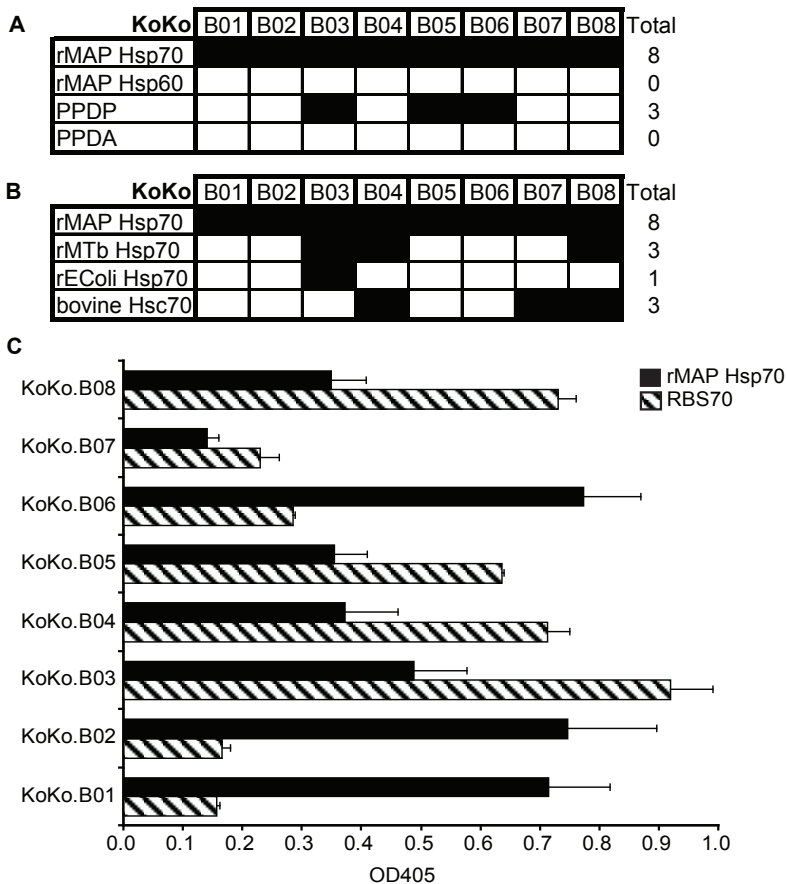 A
KoKo B01 B02 B03 B04 B05 B06 B07 B08 Total
rMAP Hsp70 8
rMAP Hsp60 0
PPDP 3
PPDA 0
B
KoKo B01 B02 B03 B04 B05 B06 B07 B08 Total
rMAP Hsp70 8
rMTb Hsp70 3
rEColi Hsp70 1
bovine Hsc70 3
C
rMAP Hsp70
RBS70
KoKo.B08
KoKo.B07
KoKo.B06
KoKo.B05
KoKo.B04
KoKo.B03
KoKo.B02
KoKo.B01
0.0 0.1 0.2 0.3 0.4 0.5 0.6 0.7 0.8 0.9 1.0
OD405